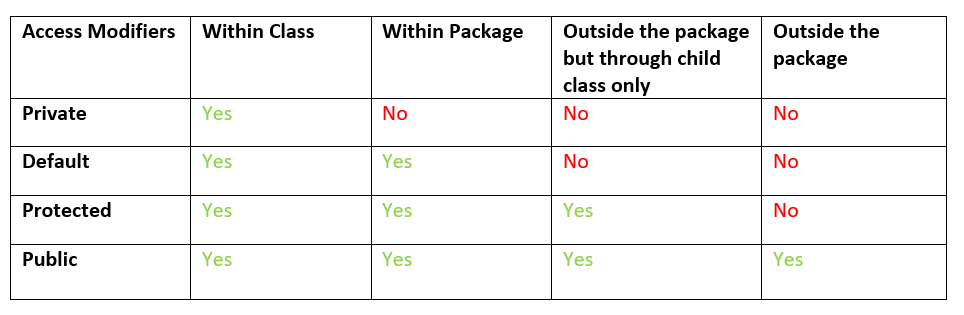 Access Modifiers Within Class Within Package Outside the package but through child class only Outside the package
Private Yes No No No
Default Yes Yes No No
Protected Yes Yes Yes No
Public Yes Yes Yes Yes